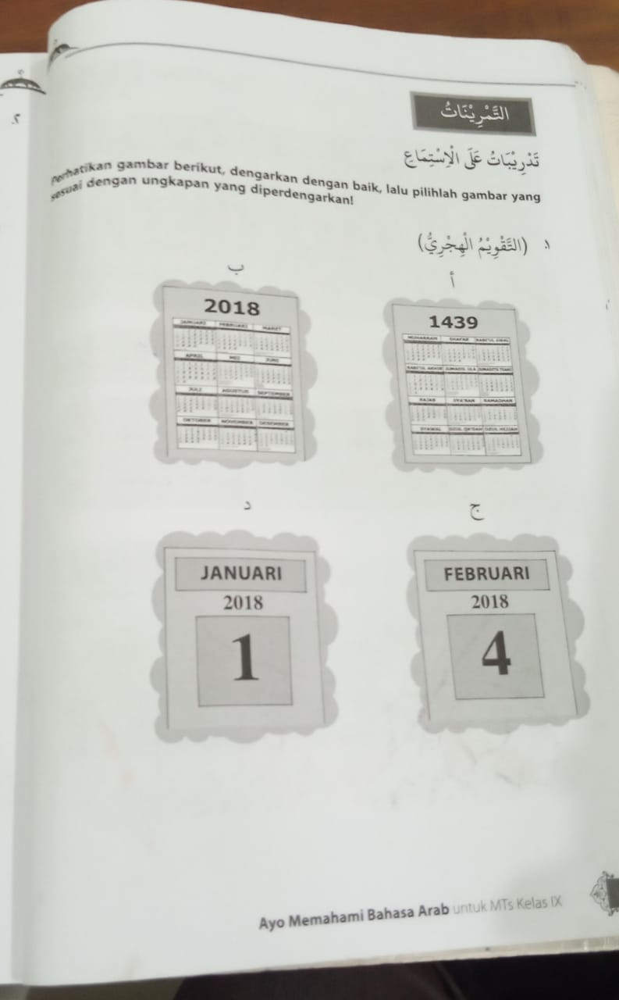 التَّمْرِيْنَاتُ
تَدْرِيْبَاتُ عَلَى الْاِسْتِمَاعِ
Perhatikan gambar berikut, dengarkan dengan baik, lalu pilihlah gambar yang
sesuai dengan ungkapan yang diperdengarkan!
١. (التَّقْوِيْمُ الْهِجْرِيُّ)
أ
1439
MUHARRAM SHAFAR RABI'UL AWAL
RABI'UL AKHIR JUMADIL ULA
RAJAB SYA'BAN RAMADHAN
SYAWAL DZUL QA'DAH DZUL HIJJAH
ب
2018
JANUARI FEBRUARI MARET
APRIL MEI JUNI
JULI AGUSTUS SEPTEMBER
OKTOBER NOVEMBER DESEMBER
ج
FEBRUARI
2018
4
د
JANUARI
2018
1
Ayo Memahami Bahasa Arab untuk MTs Kelas IX
٢.